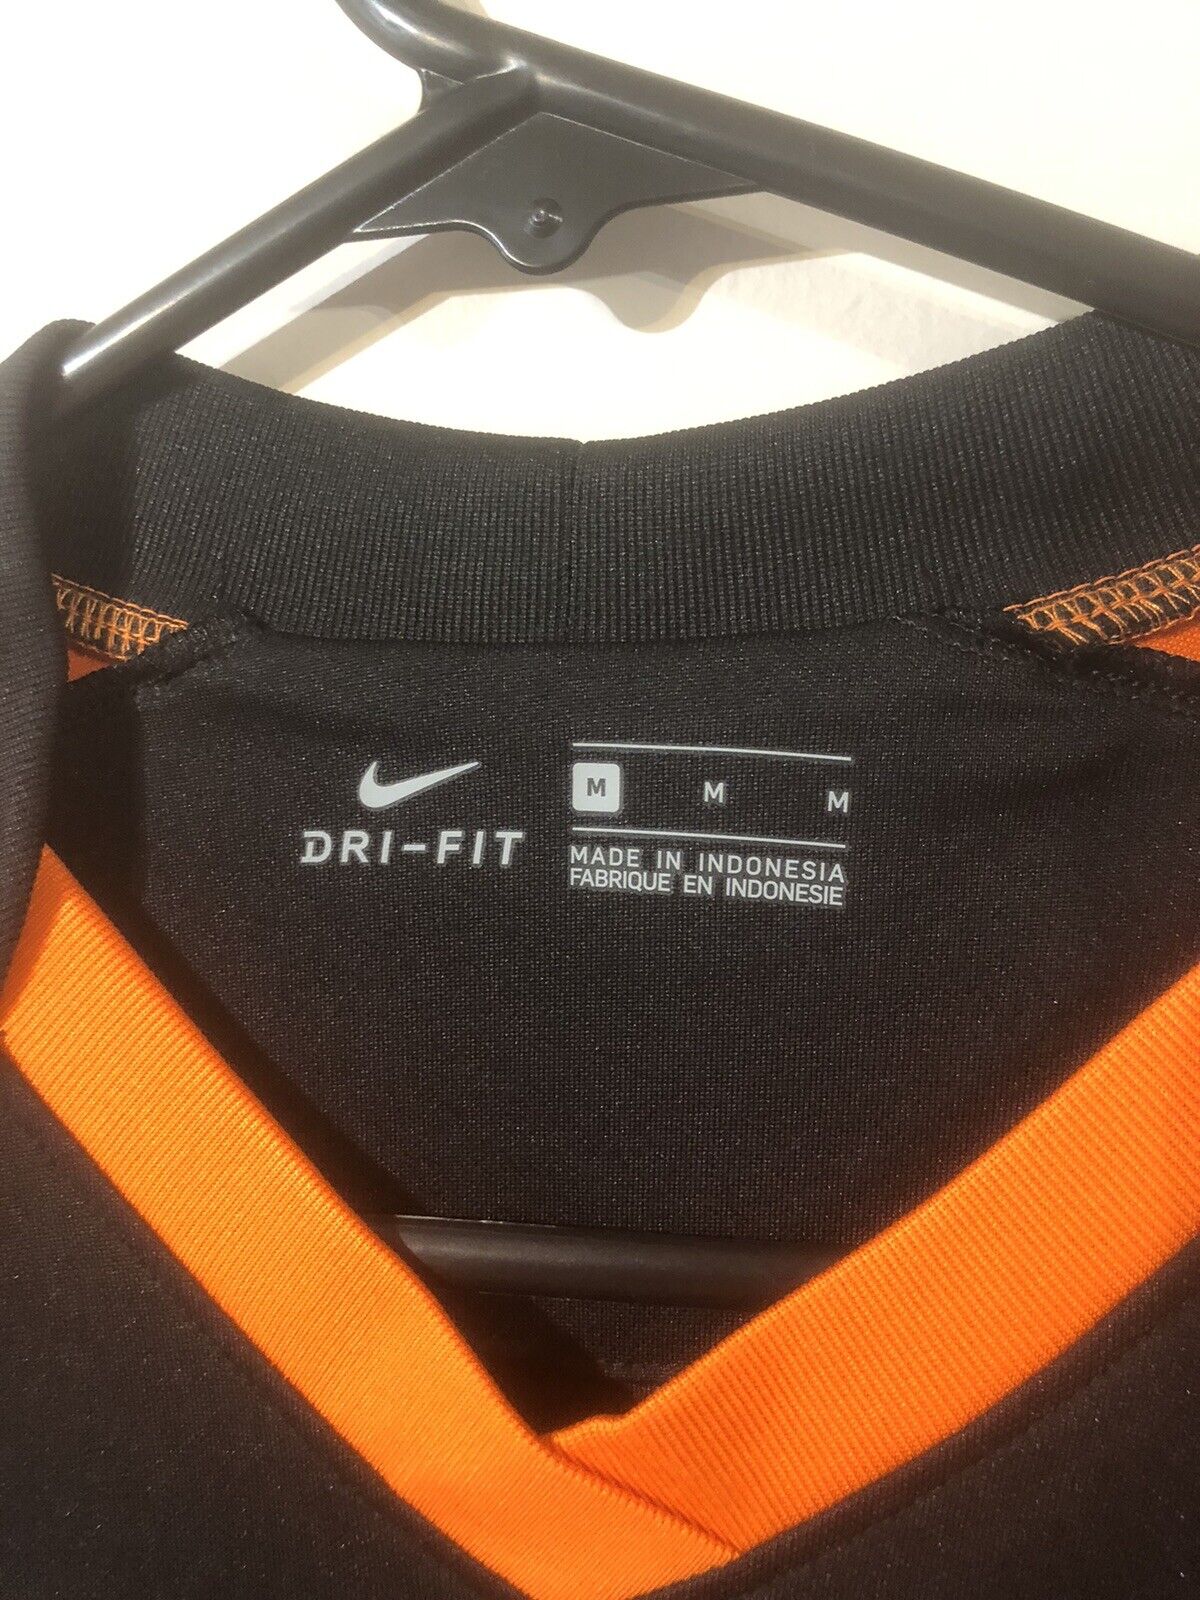 DRI-FIT
M M M
MADE IN INDONESIA
FABRIQUE EN INDONESIE